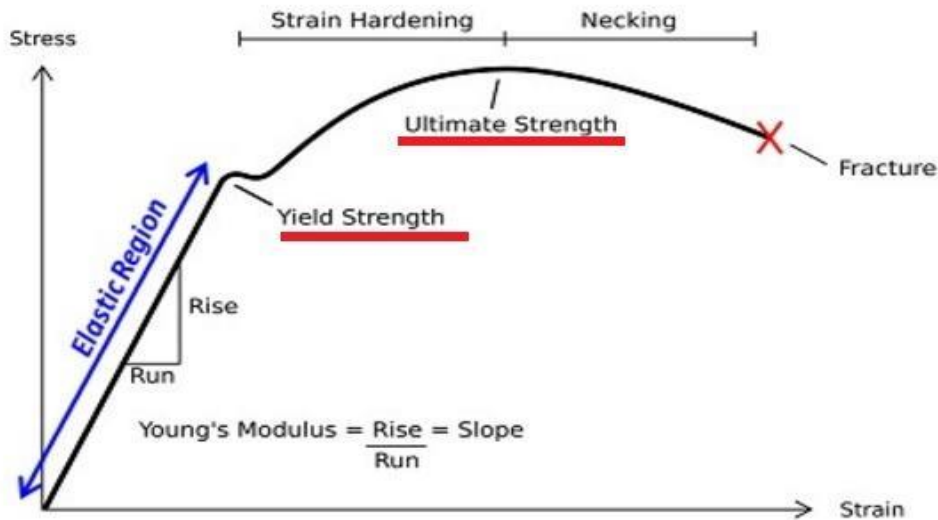 Strain Hardening
Necking
Stress
Ultimate Strength
Fracture
Yield Strength
Elastic Region
Rise
Run
Young's Modulus = Rise = Slope
Run
Strain